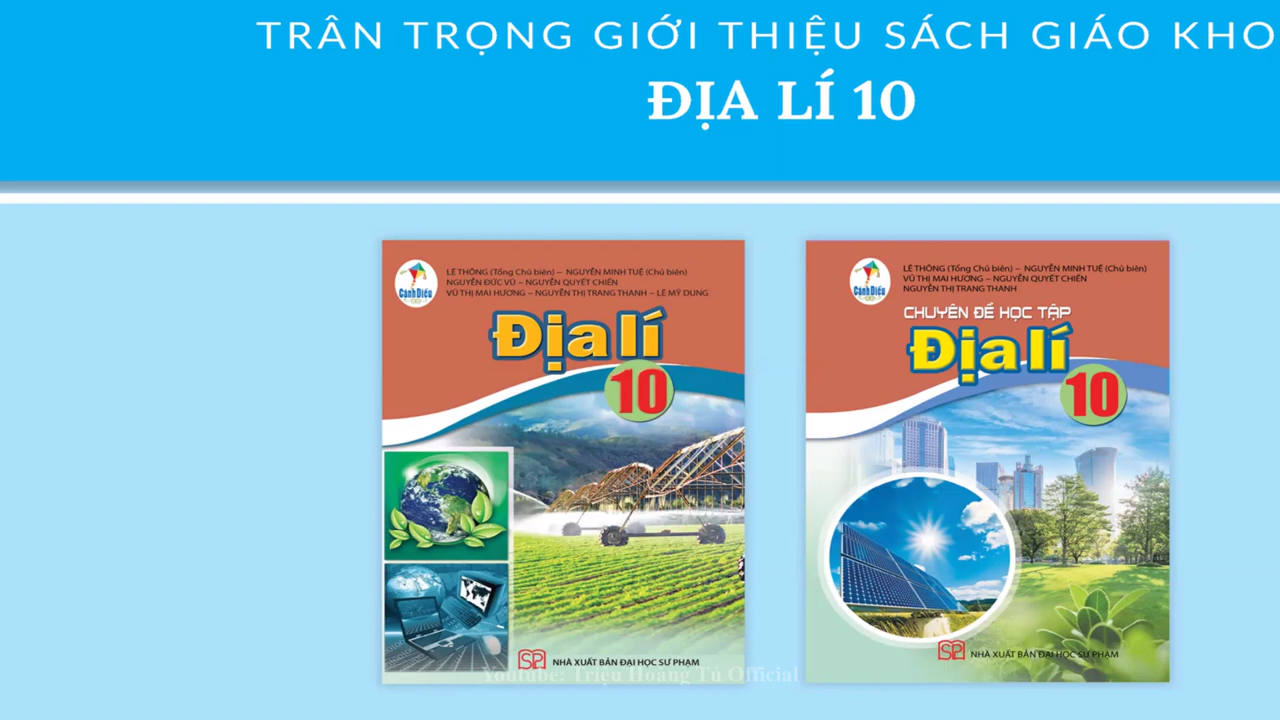 TRÂN TRỌNG GIỚI THIỆU SÁCH GIÁO KHO
ĐỊA LÍ 10
Cánh Diều
LÊ THÔNG (Tổng Chủ biên) – NGUYỄN MINH TUỆ (Chủ biên)
NGUYỄN ĐỨC VŨ – NGUYỄN QUYẾT CHIẾN
VŨ THỊ MAI HƯƠNG – NGUYỄN THỊ TRANG THANH – LÊ MỸ DUNG
Địa lí
10
SP
NHÀ XUẤT BẢN ĐẠI HỌC SƯ PHẠM
Cánh Diều
LÊ THÔNG (Tổng Chủ biên) – NGUYỄN MINH TUỆ (Chủ biên)
VŨ THỊ MAI HƯƠNG – NGUYỄN QUYẾT CHIẾN
NGUYỄN THỊ TRANG THANH
CHUYÊN ĐỀ HỌC TẬP
Địa lí
10
SP
NHÀ XUẤT BẢN ĐẠI HỌC SƯ PHẠM
Youtube: Triệu Hoàng Tú Official